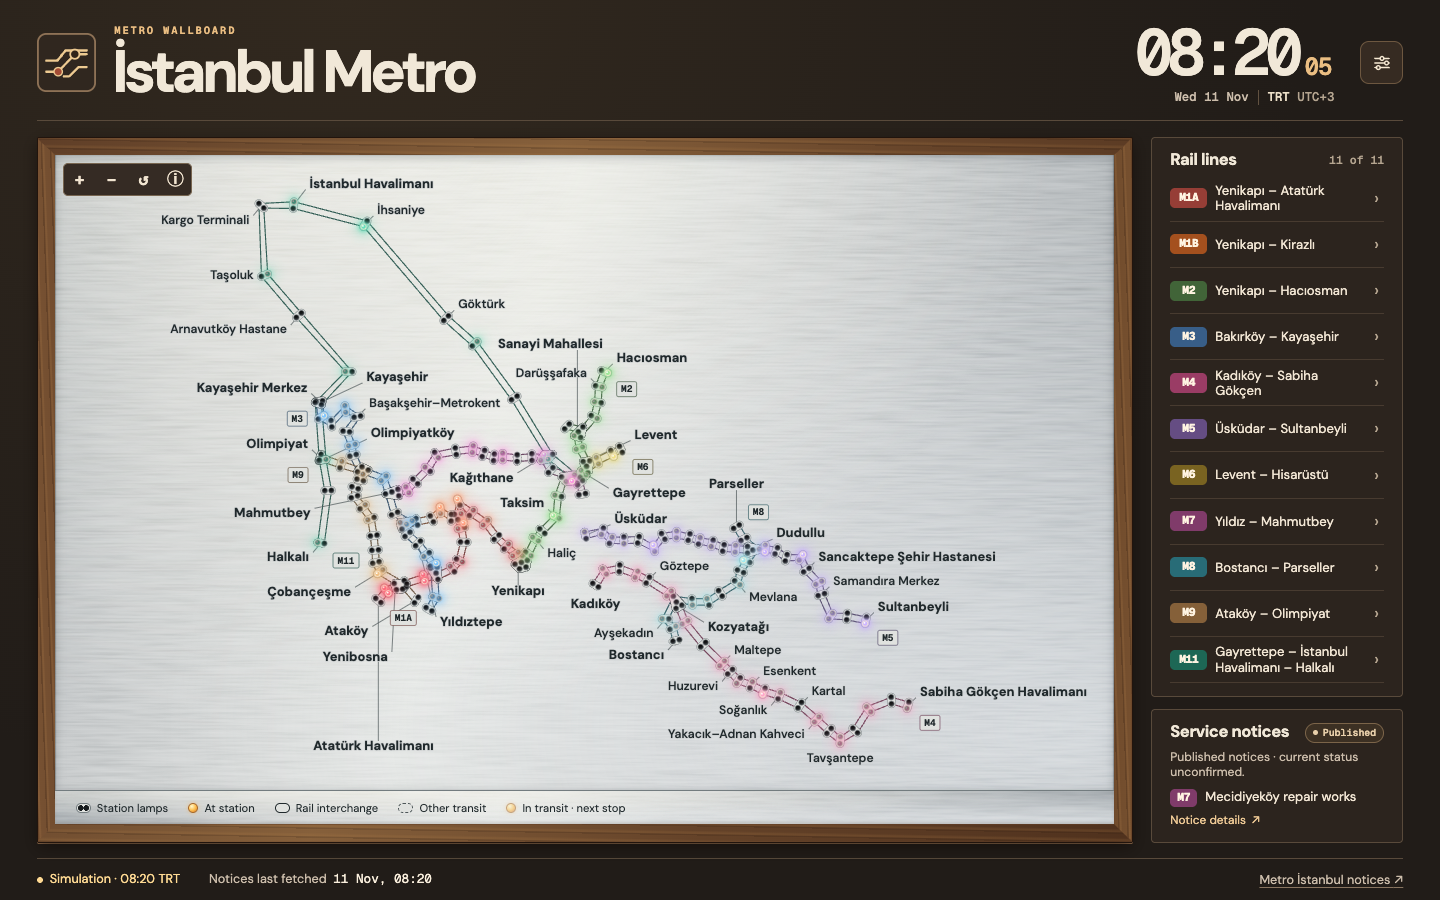 METRO WALLBOARD
İstanbul Metro
08:20 05
Wed 11 Nov | TRT UTC+3
+ − ↺ ⓘ
İstanbul Havalimanı
İhsaniye
Kargo Terminali
Taşoluk
Göktürk
Arnavutköy Hastane
Sanayi Mahallesi
Hacıosman
Darüşşafaka
Kayaşehir
Kayaşehir Merkez
M2
Başakşehir–Metrokent
M3
Olimpiyatköy
Levent
Olimpiyat
M6
M9
Kağıthane
Parseller
Gayrettepe
Taksim
Mahmutbey
M8
Üsküdar
Dudullu
Haliç
Halkalı
M11
Sancaktepe Şehir Hastanesi
Göztepe
Samandıra Merkez
Çobançeşme
Yenikapı
Mevlana
Kadıköy
Sultanbeyli
M1A
Yıldıztepe
Ataköy
Ayşekadın
Kozyatağı
M5
Yenibosna
Bostancı
Maltepe
Esenkent
Huzurevi
Kartal
Sabiha Gökçen Havalimanı
Soğanlık
M4
Yakacık–Adnan Kahveci
Atatürk Havalimanı
Tavşantepe
Station lamps
At station
Rail interchange
Other transit
In transit · next stop
Rail lines
11 of 11
M1A Yenikapı – Atatürk
Havalimanı ›
M1B Yenikapı – Kirazlı ›
M2 Yenikapı – Hacıosman ›
M3 Bakırköy – Kayaşehir ›
M4 Kadıköy – Sabiha
Gökçen ›
M5 Üsküdar – Sultanbeyli ›
M6 Levent – Hisarüstü ›
M7 Yıldız – Mahmutbey ›
M8 Bostancı – Parseller ›
M9 Ataköy – Olimpiyat ›
M11 Gayrettepe – İstanbul
Havalimanı – Halkalı ›
Service notices
Published
Published notices · current status
unconfirmed.
M7 Mecidiyeköy repair works
Notice details ↗
Simulation · 08:20 TRT
Notices last fetched 11 Nov, 08:20
Metro İstanbul notices ↗